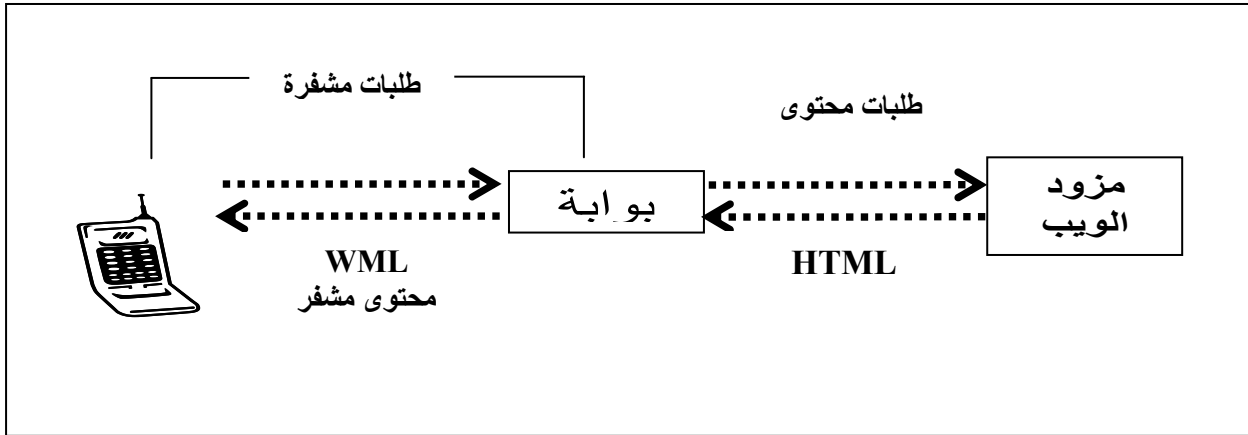 طلبات مشفرة
طلبات محتوى
مزود
الويب
بوابة
WML
محتوى مشفر
HTML